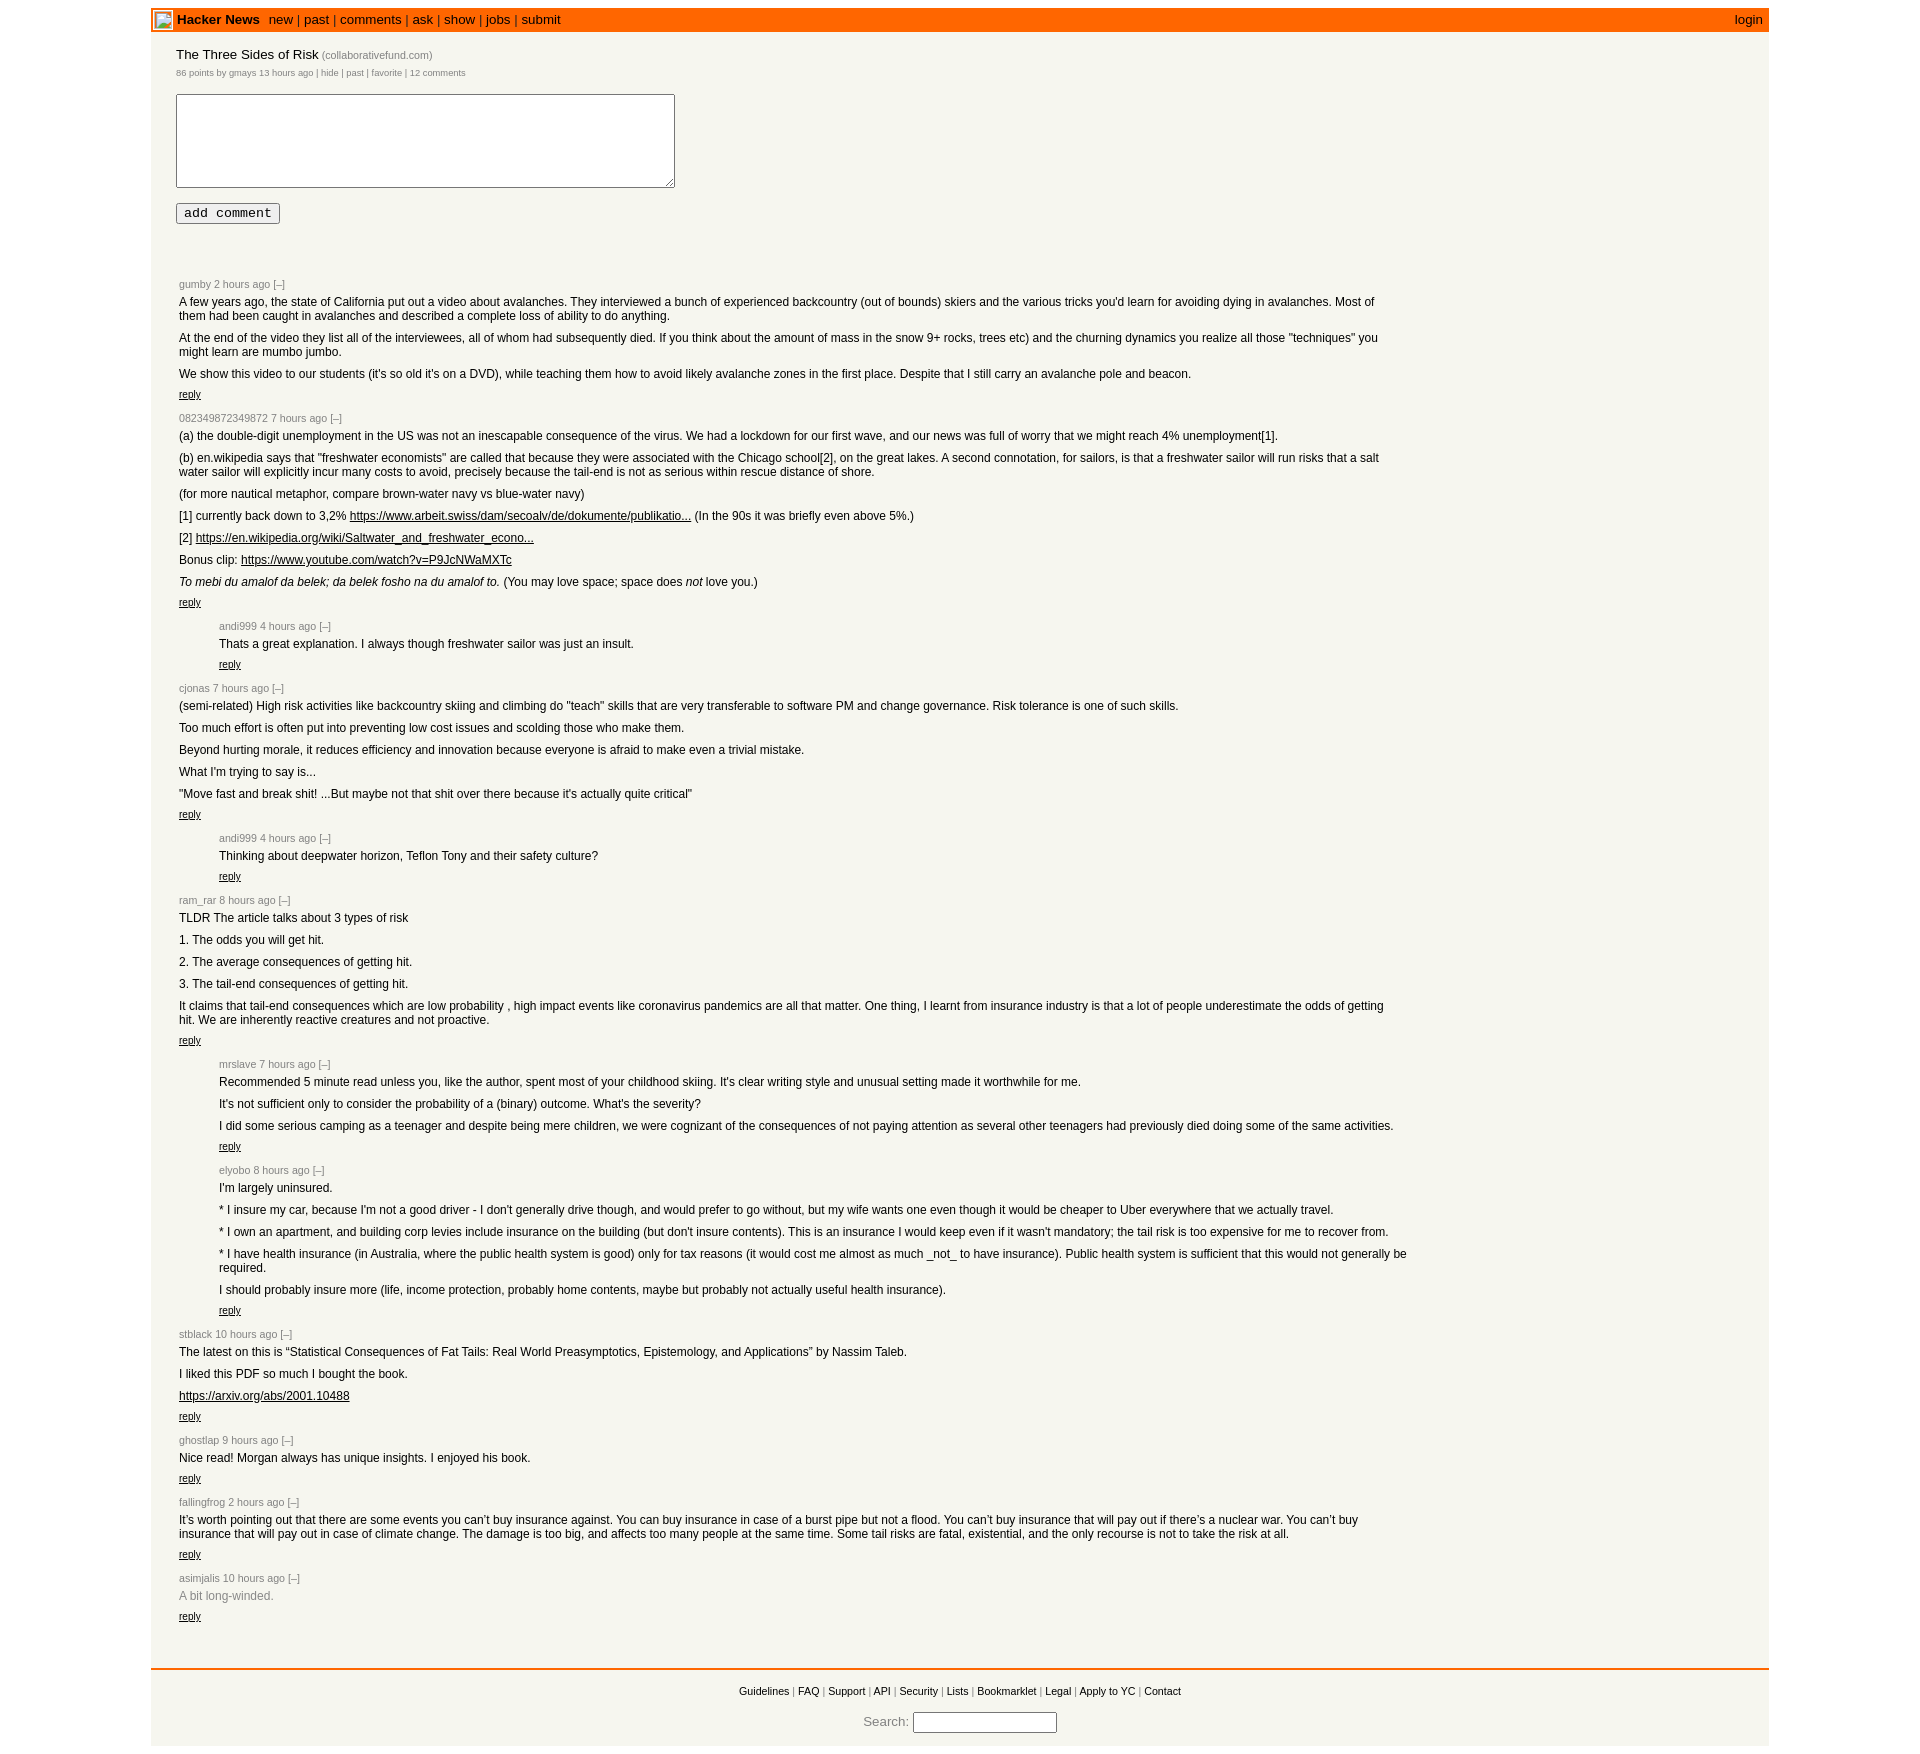 Hacker News new | past | comments | ask | show | jobs | submit login
The Three Sides of Risk (collaborativefund.com)
86 points by gmays 13 hours ago | hide | past | favorite | 12 comments
add comment
gumby 2 hours ago [–]
A few years ago, the state of California put out a video about avalanches. They interviewed a bunch of experienced backcountry (out of bounds) skiers and the various tricks you'd learn for avoiding dying in avalanches. Most of
them had been caught in avalanches and described a complete loss of ability to do anything.
At the end of the video they list all of the interviewees, all of whom had subsequently died. If you think about the amount of mass in the snow 9+ rocks, trees etc) and the churning dynamics you realize all those "techniques" you
might learn are mumbo jumbo.
We show this video to our students (it's so old it's on a DVD), while teaching them how to avoid likely avalanche zones in the first place. Despite that I still carry an avalanche pole and beacon.
reply
082349872349872 7 hours ago [–]
(a) the double-digit unemployment in the US was not an inescapable consequence of the virus. We had a lockdown for our first wave, and our news was full of worry that we might reach 4% unemployment[1].
(b) en.wikipedia says that "freshwater economists" are called that because they were associated with the Chicago school[2], on the great lakes. A second connotation, for sailors, is that a freshwater sailor will run risks that a salt
water sailor will explicitly incur many costs to avoid, precisely because the tail-end is not as serious within rescue distance of shore.
(for more nautical metaphor, compare brown-water navy vs blue-water navy)
[1] currently back down to 3,2% https://www.arbeit.swiss/dam/secoalv/de/dokumente/publikatio... (In the 90s it was briefly even above 5%.)
[2] https://en.wikipedia.org/wiki/Saltwater_and_freshwater_econo...
Bonus clip: https://www.youtube.com/watch?v=P9JcNWaMXTc
To mebi du amalof da belek; da belek fosho na du amalof to. (You may love space; space does not love you.)
reply
andi999 4 hours ago [–]
Thats a great explanation. I always though freshwater sailor was just an insult.
reply
cjonas 7 hours ago [–]
(semi-related) High risk activities like backcountry skiing and climbing do "teach" skills that are very transferable to software PM and change governance. Risk tolerance is one of such skills.
Too much effort is often put into preventing low cost issues and scolding those who make them.
Beyond hurting morale, it reduces efficiency and innovation because everyone is afraid to make even a trivial mistake.
What I'm trying to say is...
"Move fast and break shit! ...But maybe not that shit over there because it's actually quite critical"
reply
andi999 4 hours ago [–]
Thinking about deepwater horizon, Teflon Tony and their safety culture?
reply
ram_rar 8 hours ago [–]
TLDR The article talks about 3 types of risk
1. The odds you will get hit.
2. The average consequences of getting hit.
3. The tail-end consequences of getting hit.
It claims that tail-end consequences which are low probability , high impact events like coronavirus pandemics are all that matter. One thing, I learnt from insurance industry is that a lot of people underestimate the odds of getting
hit. We are inherently reactive creatures and not proactive.
reply
mrslave 7 hours ago [–]
Recommended 5 minute read unless you, like the author, spent most of your childhood skiing. It's clear writing style and unusual setting made it worthwhile for me.
It's not sufficient only to consider the probability of a (binary) outcome. What's the severity?
I did some serious camping as a teenager and despite being mere children, we were cognizant of the consequences of not paying attention as several other teenagers had previously died doing some of the same activities.
reply
elyobo 8 hours ago [–]
I'm largely uninsured.
* I insure my car, because I'm not a good driver - I don't generally drive though, and would prefer to go without, but my wife wants one even though it would be cheaper to Uber everywhere that we actually travel.
* I own an apartment, and building corp levies include insurance on the building (but don't insure contents). This is an insurance I would keep even if it wasn't mandatory; the tail risk is too expensive for me to recover from.
* I have health insurance (in Australia, where the public health system is good) only for tax reasons (it would cost me almost as much _not_ to have insurance). Public health system is sufficient that this would not generally be
required.
I should probably insure more (life, income protection, probably home contents, maybe but probably not actually useful health insurance).
reply
stblack 10 hours ago [–]
The latest on this is “Statistical Consequences of Fat Tails: Real World Preasymptotics, Epistemology, and Applications” by Nassim Taleb.
I liked this PDF so much I bought the book.
https://arxiv.org/abs/2001.10488
reply
ghostlap 9 hours ago [–]
Nice read! Morgan always has unique insights. I enjoyed his book.
reply
fallingfrog 2 hours ago [–]
It’s worth pointing out that there are some events you can’t buy insurance against. You can buy insurance in case of a burst pipe but not a flood. You can’t buy insurance that will pay out if there’s a nuclear war. You can’t buy
insurance that will pay out in case of climate change. The damage is too big, and affects too many people at the same time. Some tail risks are fatal, existential, and the only recourse is not to take the risk at all.
reply
asimjalis 10 hours ago [–]
A bit long-winded.
reply
Guidelines | FAQ | Support | API | Security | Lists | Bookmarklet | Legal | Apply to YC | Contact
Search: